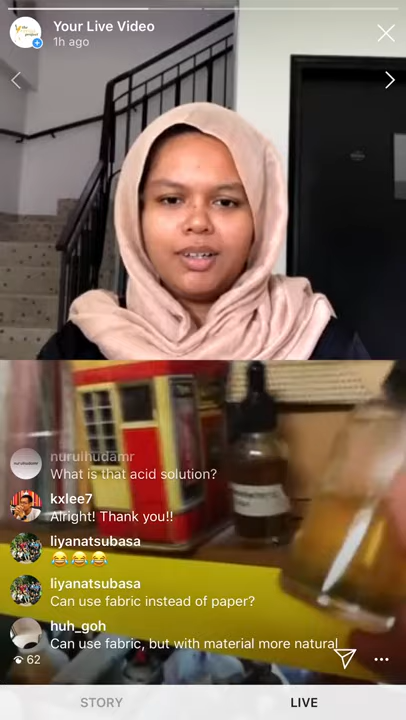 Your Live Video
1h ago
nurulhudamr
What is that acid solution?
kxlee7
Alright! Thank you!!
liyanatsubasa
😂😂😂
liyanatsubasa
Can use fabric instead of paper?
huh_goh
Can use fabric, but with material more natural
62
STORY
LIVE